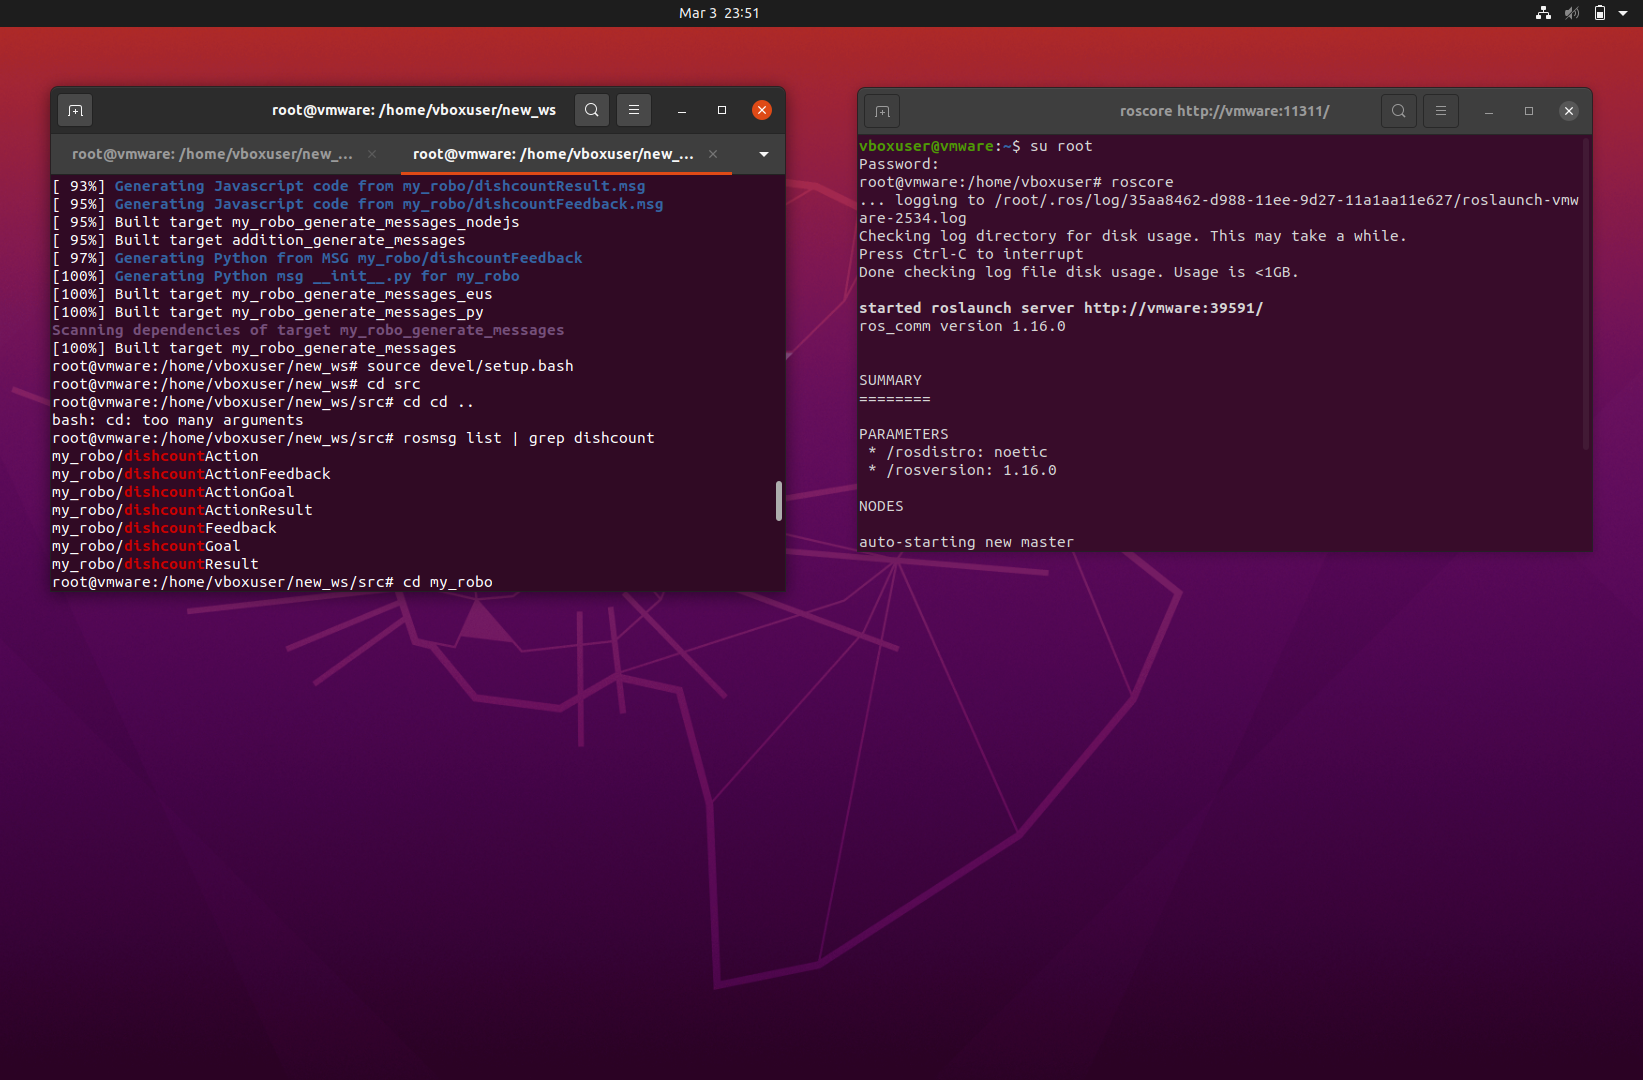 Mar 3 23:51
root@vmware: /home/vboxuser/new_ws
root@vmware: /home/vboxuser/new_... root@vmware: /home/vboxuser/new_...
[ 93%] Generating Javascript code from my_robo/dishcountResult.msg
[ 95%] Generating Javascript code from my_robo/dishcountFeedback.msg
[ 95%] Built target my_robo_generate_messages_nodejs
[ 95%] Built target addition_generate_messages
[ 97%] Generating Python from MSG my_robo/dishcountFeedback
[100%] Generating Python msg __init__.py for my_robo
[100%] Built target my_robo_generate_messages_eus
[100%] Built target my_robo_generate_messages_py
Scanning dependencies of target my_robo_generate_messages
[100%] Built target my_robo_generate_messages
root@vmware:/home/vboxuser/new_ws# source devel/setup.bash
root@vmware:/home/vboxuser/new_ws# cd src
root@vmware:/home/vboxuser/new_ws/src# cd cd ..
bash: cd: too many arguments
root@vmware:/home/vboxuser/new_ws/src# rosmsg list | grep dishcount
my_robo/dishcountAction
my_robo/dishcountActionFeedback
my_robo/dishcountActionGoal
my_robo/dishcountActionResult
my_robo/dishcountFeedback
my_robo/dishcountGoal
my_robo/dishcountResult
root@vmware:/home/vboxuser/new_ws/src# cd my_robo
roscore http://vmware:11311/
vboxuser@vmware:~$ su root
Password:
root@vmware:/home/vboxuser# roscore
... logging to /root/.ros/log/35aa8462-d988-11ee-9d27-11a1aa11e627/roslaunch-vmw
are-2534.log
Checking log directory for disk usage. This may take a while.
Press Ctrl-C to interrupt
Done checking log file disk usage. Usage is <1GB.
started roslaunch server http://vmware:39591/
ros_comm version 1.16.0
SUMMARY
========
PARAMETERS
* /rosdistro: noetic
* /rosversion: 1.16.0
NODES
auto-starting new master